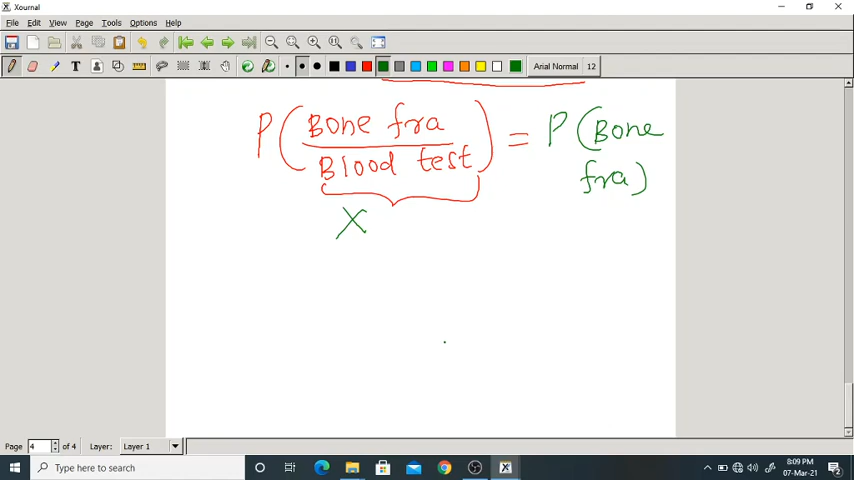 Xournal
File Edit View Page Tools Options Help
T Arial Normal 12
P ( Bone fra = P (Bone
Blood test )
fra)
X
Page 4 of 4 Layer: Layer 1
Type here to search
8:09 PM
07-Mar-21
2